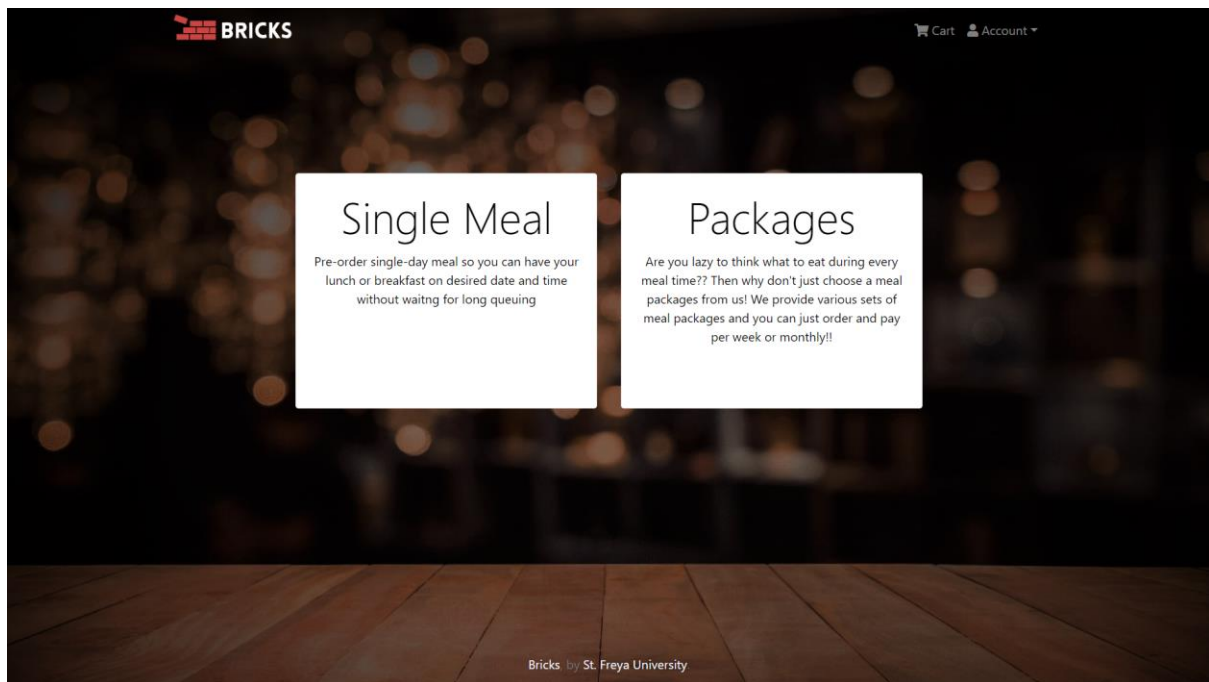 BRICKS
Cart Account
Single Meal
Pre-order single-day meal so you can have your
lunch or breakfast on desired date and time
without waitng for long queuing
Packages
Are you lazy to think what to eat during every
meal time?? Then why don't just choose a meal
packages from us! We provide various sets of
meal packages and you can just order and pay
per week or monthly!!
Bricks, by St. Freya University.